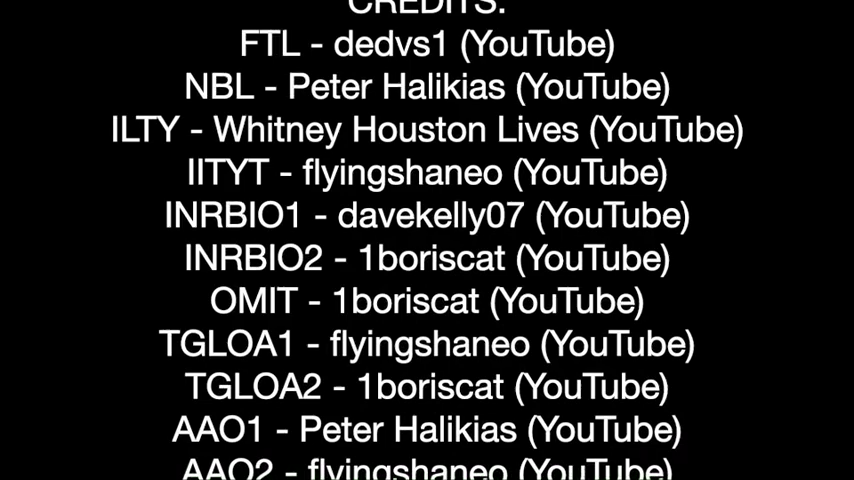 CREDITS:
FTL - dedvs1 (YouTube)
NBL - Peter Halikias (YouTube)
ILTY - Whitney Houston Lives (YouTube)
IITYT - flyingshaneo (YouTube)
INRBIO1 - davekelly07 (YouTube)
INRBIO2 - 1boriscat (YouTube)
OMIT - 1boriscat (YouTube)
TGLOA1 - flyingshaneo (YouTube)
TGLOA2 - 1boriscat (YouTube)
AAO1 - Peter Halikias (YouTube)
AAO2 - flyingshaneo (YouTube)